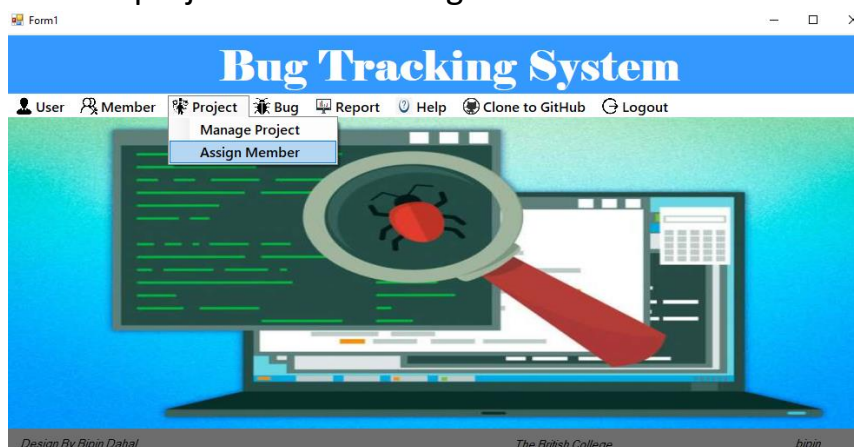 Form1
Bug Tracking System
User Member Project Bug Report Help Clone to GitHub Logout
Manage Project
Assign Member
Design By Bipin Dahal The British College bipin